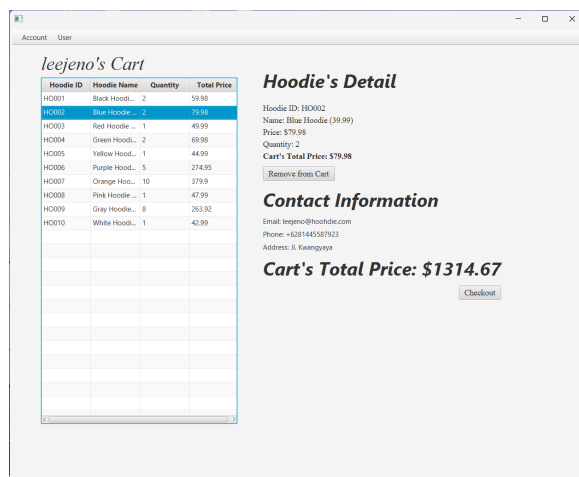 Account User
leejeno's Cart
Hoodie ID Hoodie Name Quantity Total Price
HO001 Black Hoodi... 2 59.98
HO002 Blue Hoodie ... 2 79.98
HO003 Red Hoodie ... 1 49.99
HO004 Green Hoodi... 2 69.98
HO005 Yellow Hood... 1 44.99
HO006 Purple Hood... 5 274.95
HO007 Orange Hoo... 10 379.9
HO008 Pink Hoodie ... 1 47.99
HO009 Gray Hoodie... 8 263.92
HO010 White Hoodi... 1 42.99
Hoodie's Detail
Hoodie ID: HO002
Name: Blue Hoodie (39.99)
Price: $79.98
Quantity: 2
Cart's Total Price: $79.98
Remove from Cart
Contact Information
Email: leejeno@hoohdie.com
Phone: +6281445587923
Address: Jl. Kwangyaya
Cart's Total Price: $1314.67
Checkout